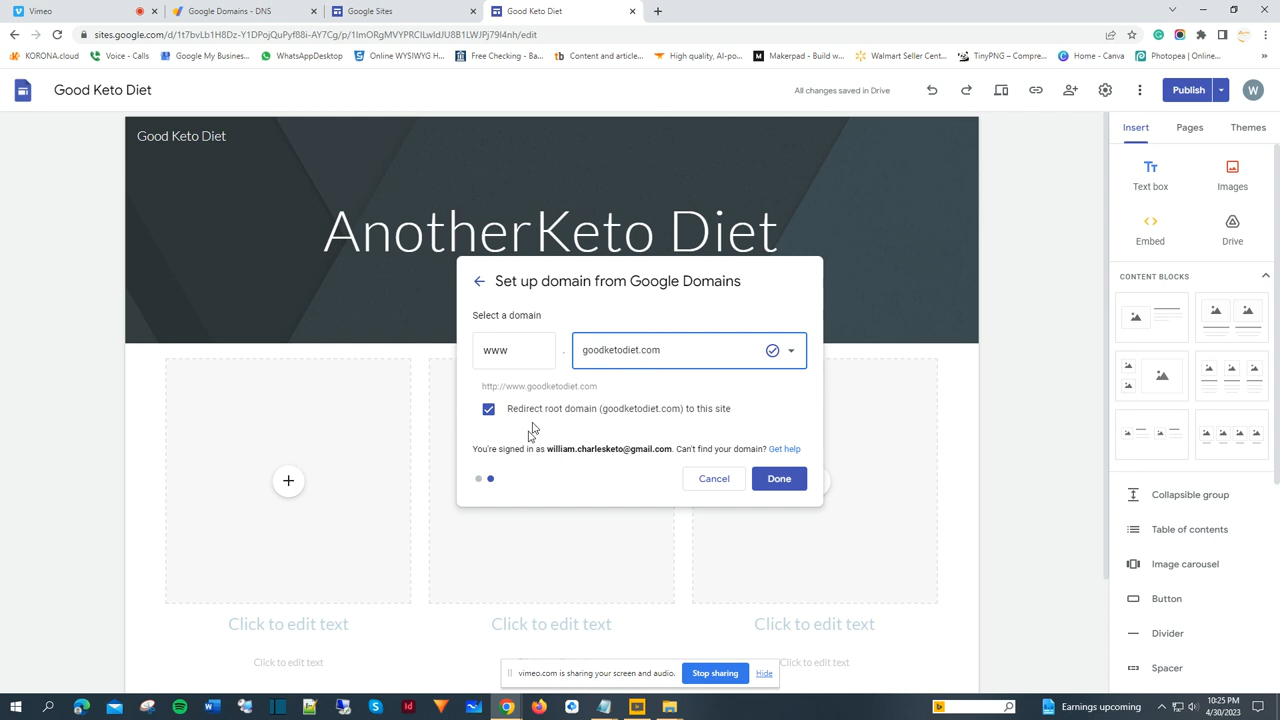 Vimeo
Google Domains - DNS
Google Sites
Good Keto Diet
sites.google.com/d/1t7bvLb1H8Dz-Y1DPojQuPyf88i-AY7Cg/p/1ImORgMVYPRCILwIdJU8B1LWJPj79I4nh/edit
KORONA.cloud
Voice - Calls
Google My Business...
WhatsAppDesktop
Online WYSIWYG H...
Free Checking - Ba...
Content and article...
High quality, AI-po...
Makerpad - Build w...
Walmart Seller Cent...
TinyPNG – Compre...
Home - Canva
Photopea | Online...
Good Keto Diet
All changes saved in Drive
Publish
W
Good Keto Diet
Insert
Pages
Themes
Text box
Images
AnotherKeto Diet
Embed
Drive
CONTENT BLOCKS
Set up domain from Google Domains
Select a domain
www
.
goodketodiet.com
http://www.goodketodiet.com
Redirect root domain (goodketodiet.com) to this site
You're signed in as william.charlesketo@gmail.com. Can't find your domain? Get help
Cancel
Done
Collapsible group
Table of contents
Image carousel
Button
Divider
Spacer
Click to edit text
Click to edit text
Click to edit text
Click to edit text
Click to edit text
vimeo.com is sharing your screen and audio.
Stop sharing
Hide
Earnings upcoming
10:25 PM
4/30/2023